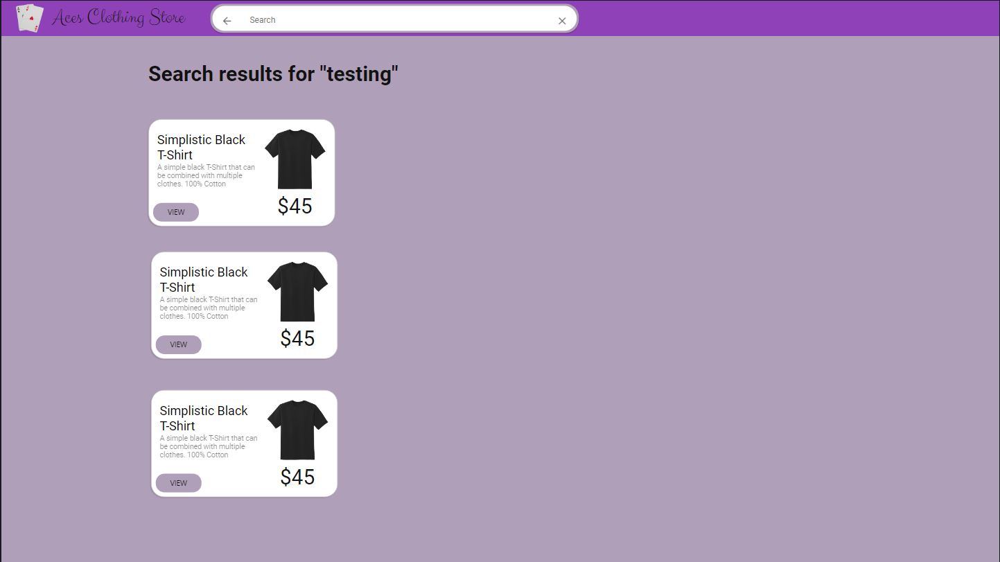 Aces Clothing Store
Search
Search results for "testing"
Simplistic Black
T-Shirt
A simple black T-Shirt that can
be combined with multiple
clothes. 100% Cotton
VIEW
$45
Simplistic Black
T-Shirt
A simple black T-Shirt that can
be combined with multiple
clothes. 100% Cotton
VIEW
$45
Simplistic Black
T-Shirt
A simple black T-Shirt that can
be combined with multiple
clothes. 100% Cotton
VIEW
$45